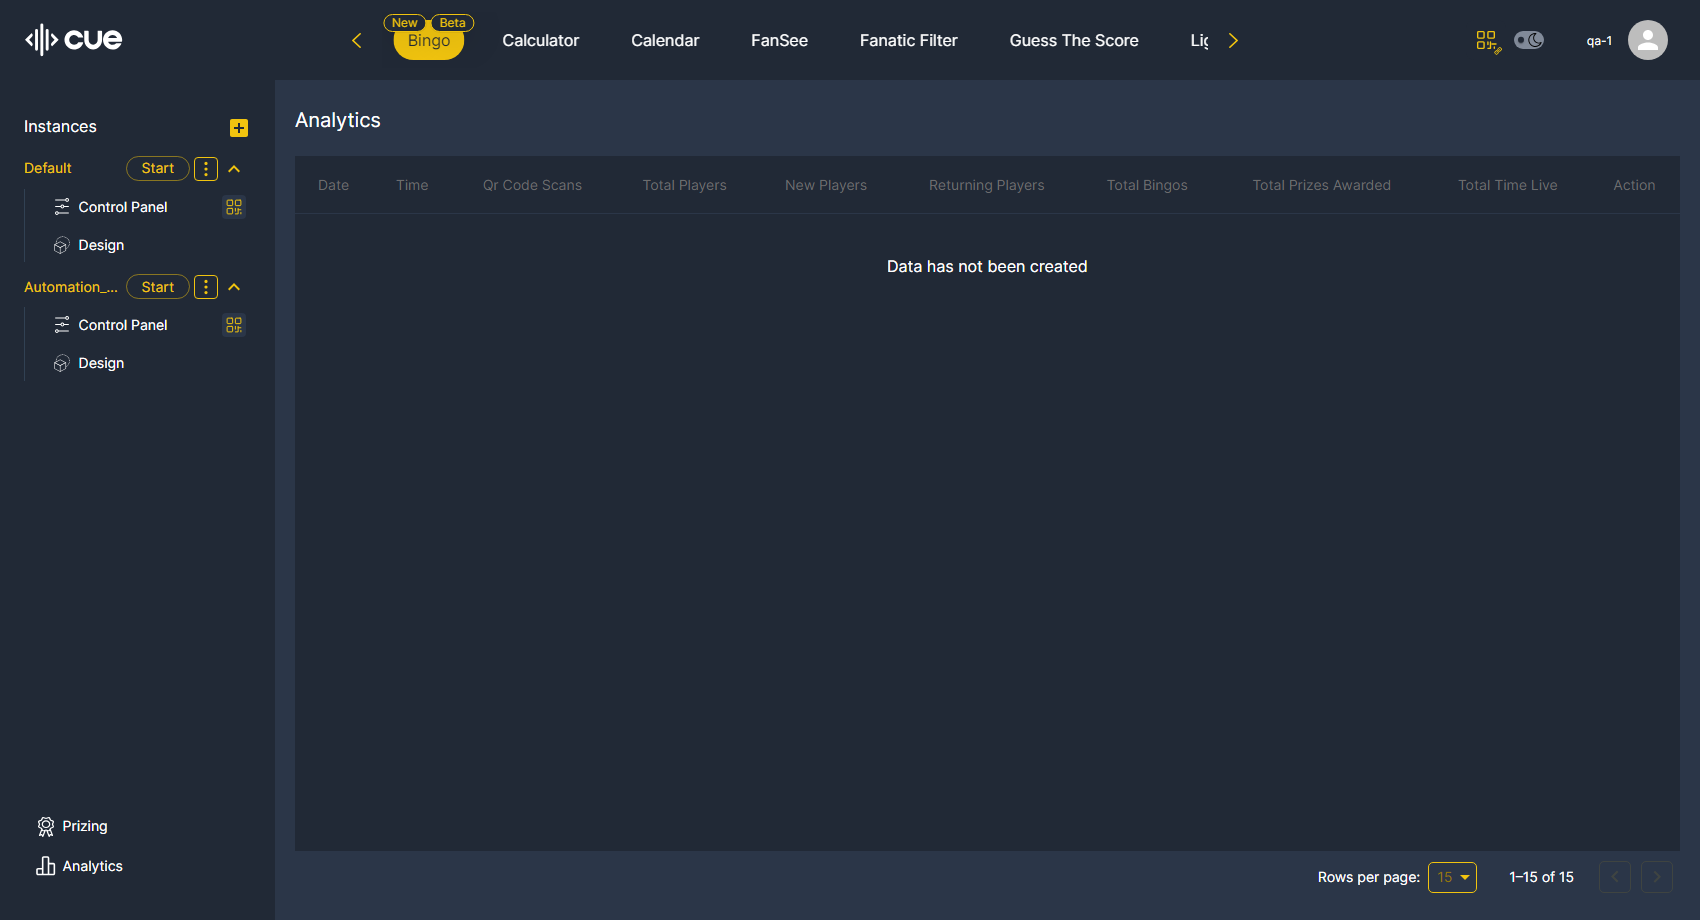 cue
New Beta
Bingo Calculator Calendar FanSee Fanatic Filter Guess The Score Lig
qa-1
Instances
Default Start
Control Panel
Design
Automation_... Start
Control Panel
Design
Prizing
Analytics
Analytics
Date Time Qr Code Scans Total Players New Players Returning Players Total Bingos Total Prizes Awarded Total Time Live Action
Data has not been created
Rows per page: 15 1–15 of 15